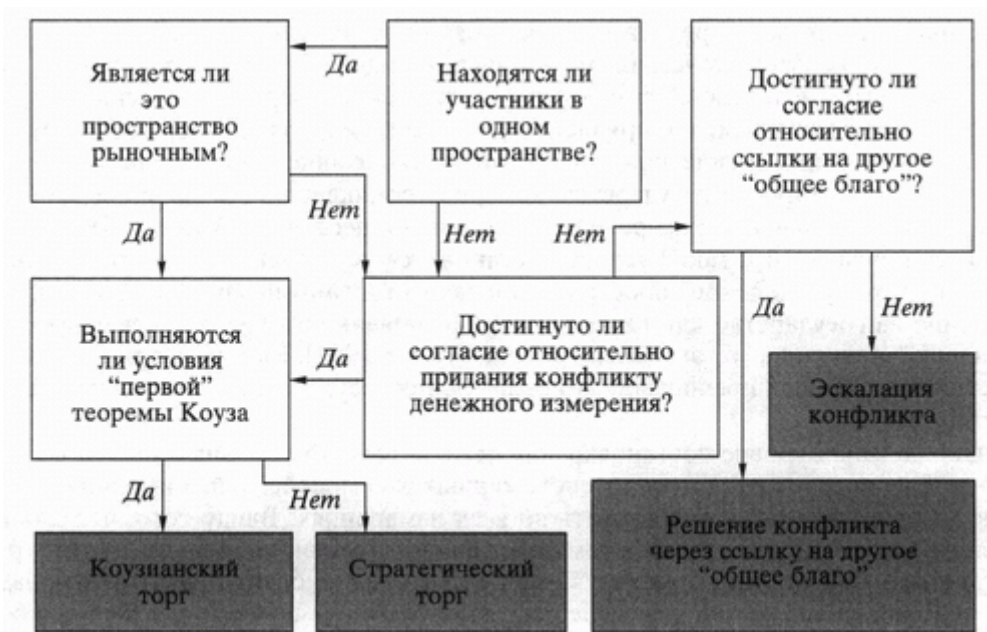 Является ли
это
пространство
рыночным?
Да
Находятся ли
участники в
одном
пространстве?
Достигнуто ли
согласие
относительно
ссылки на другое
“общее благо”?
Да
Нет
Нет
Нет
Выполняются
ли условия
“первой”
теоремы Коуза
Да
Достигнуто ли
согласие относительно
придания конфликту
денежного измерения?
Да
Нет
Эскалация
конфликта
Да
Нет
Коузианский
торг
Стратегический
торг
Решение конфликта
через ссылку на другое
“общее благо”